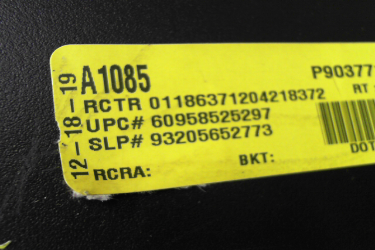 12-18-19
A1085 P90377
RCTR 01186371204218372 RT
UPC# 60958525297
SLP# 93205652773
RCRA: BKT: DOT